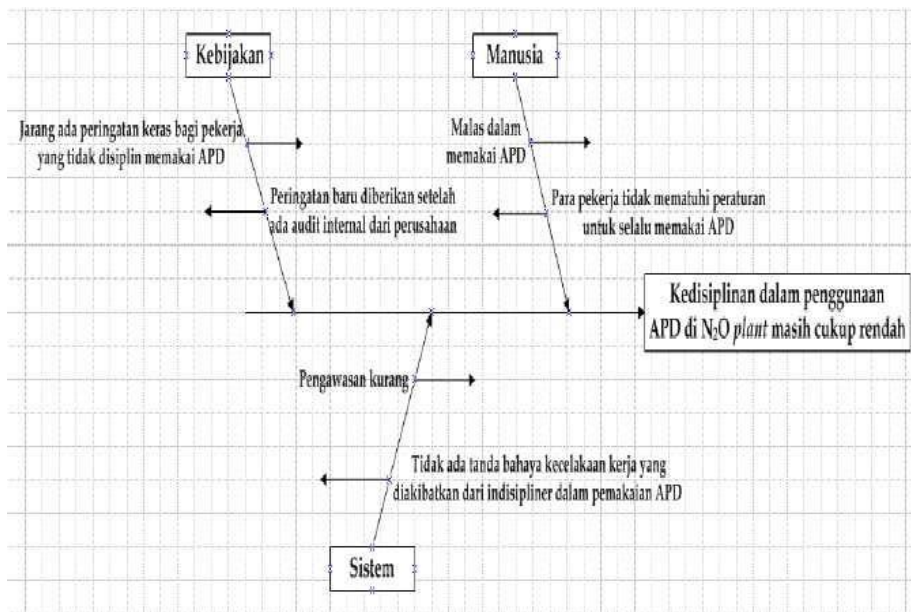 Kebijakan
Manusia
Jarang ada peringatan keras bagi pekerja
yang tidak disiplin memakai APD
Malas dalam
memakai APD
Peringatan baru diberikan setelah
ada audit internal dari perusahaan
Para pekerja tidak mematuhi peraturan
untuk selalu memakai APD
Kedisiplinan dalam penggunaan
APD di N₂O plant masih cukup rendah
Pengawasan kurang
Tidak ada tanda bahaya kecelakaan kerja yang
diakibatkan dari indisipliner dalam pemakaian APD
Sistem